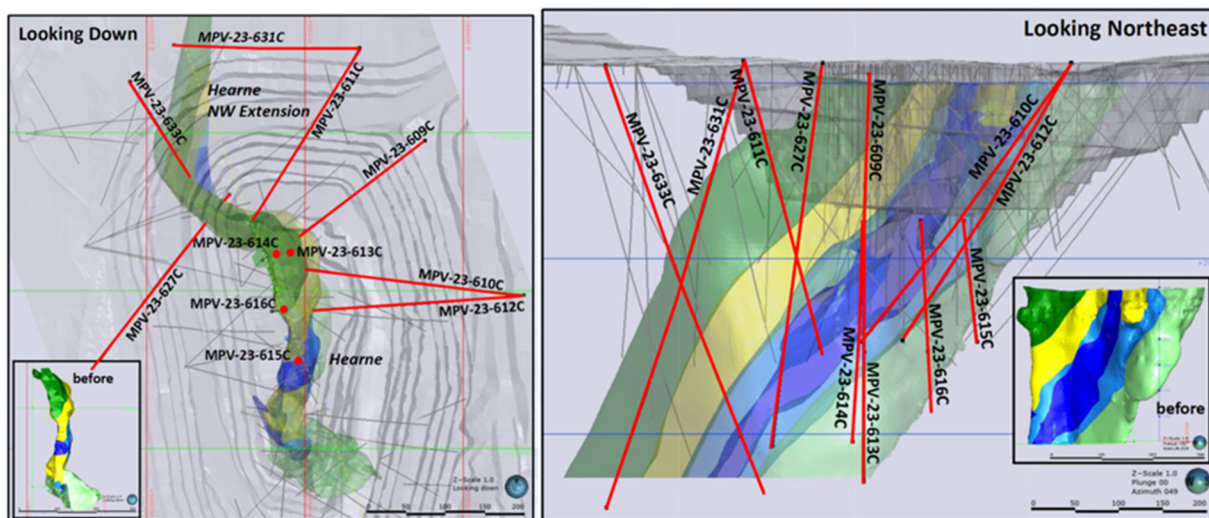 Looking Down
MPV-23-631C
MPV-23-611C
MPV-23-633C
Hearne
NW Extension
MPV-23-609C
MPV-23-614C
MPV-23-613C
MPV-23-610C
MPV-23-616C
MPV-23-612C
MPV-23-627C
MPV-23-615C
Hearne
before
Z-Scale 1.0
Looking down
0 50 100 150 200
Looking Northeast
MPV-23-633C
MPV-23-631C
MPV-23-611C
MPV-23-627C
MPV-23-609C
MPV-23-610C
MPV-23-612C
MPV-23-614C
MPV-23-613C
MPV-23-616C
MPV-23-615C
before
Z-Scale 1.0
Plunge 00
Azimuth 049
0 50 100 150 200